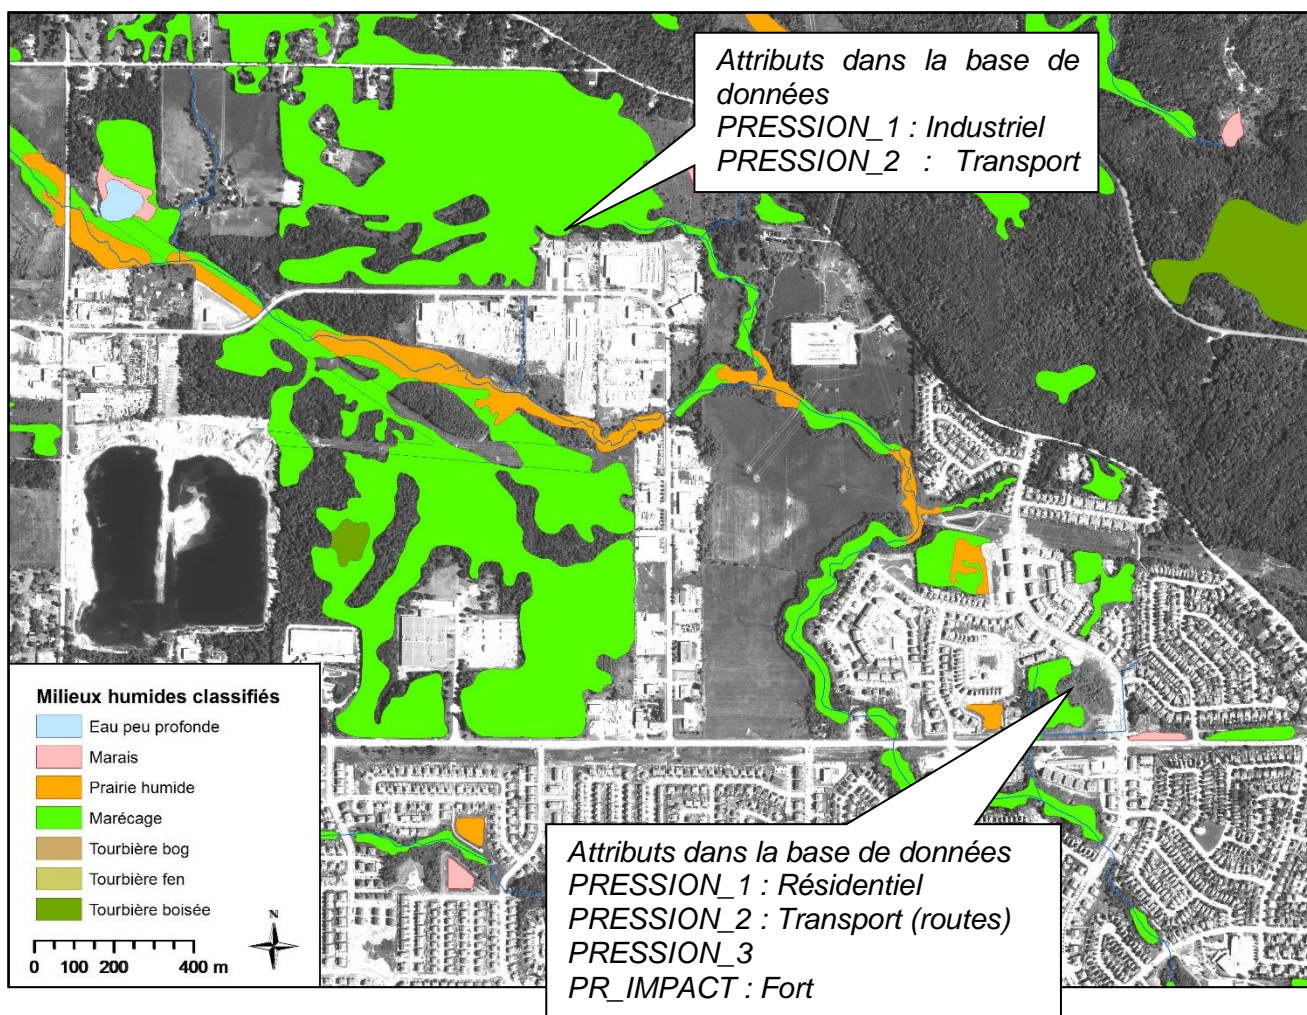 Attributs dans la base de
données
PRESSION_1 : Industriel
PRESSION_2 : Transport
Milieux humides classifiés
Eau peu profonde
Marais
Prairie humide
Marécage
Tourbière bog
Tourbière fen
Tourbière boisée
N
0 100 200 400 m
Attributs dans la base de données
PRESSION_1 : Résidentiel
PRESSION_2 : Transport (routes)
PRESSION_3
PR_IMPACT : Fort